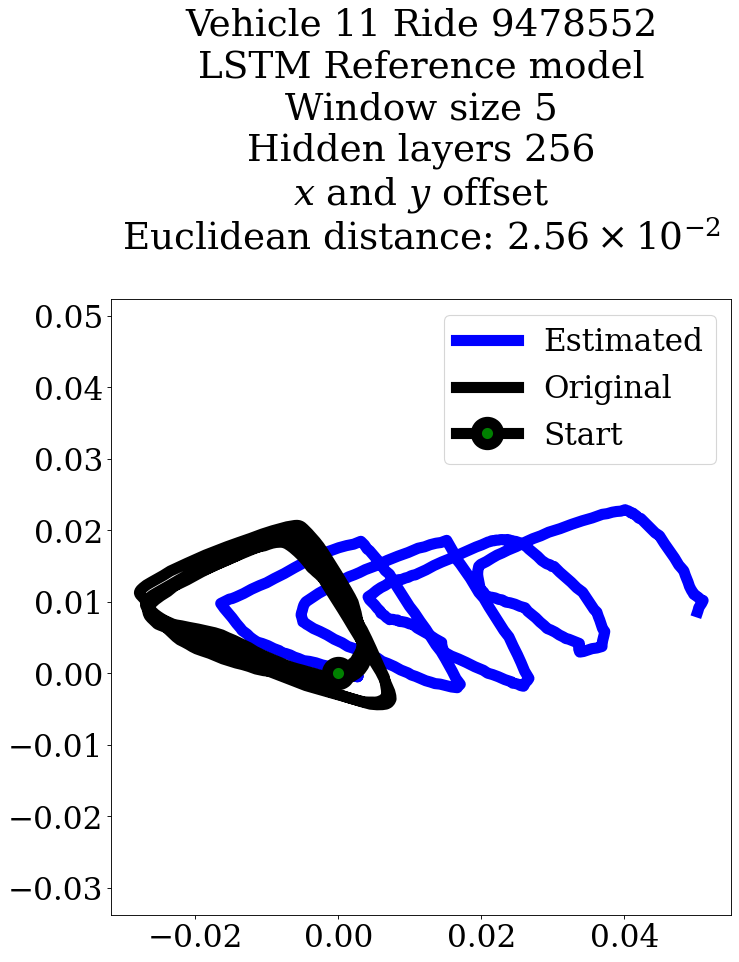 Vehicle 11 Ride 9478552
LSTM Reference model
Window size 5
Hidden layers 256
x and y offset
Euclidean distance: 2.56 × 10⁻²
Estimated
Original
Start
0.05
0.04
0.03
0.02
0.01
0.00
−0.01
−0.02
−0.03
−0.02 0.00 0.02 0.04